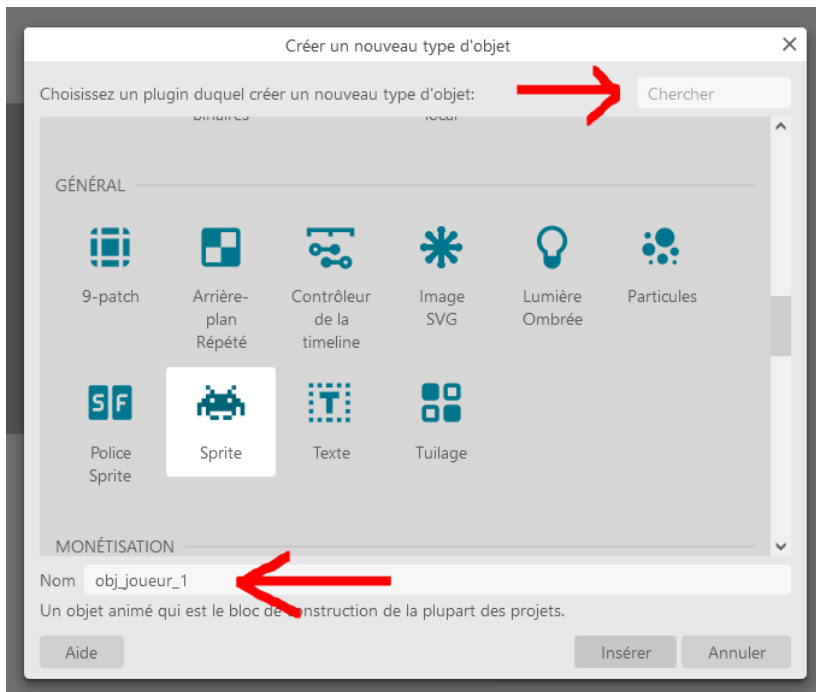 Créer un nouveau type d'objet
Choisissez un plugin duquel créer un nouveau type d'objet:
Chercher
binaires
local
GÉNÉRAL
9-patch
Arrière-
plan
Répété
Contrôleur
de la
timeline
Image
SVG
Lumière
Ombrée
Particules
SF
Police
Sprite
Sprite
T
Texte
Tuilage
MONÉTISATION
Nom obj_joueur_1
Un objet animé qui est le bloc de construction de la plupart des projets.
Aide
Insérer
Annuler